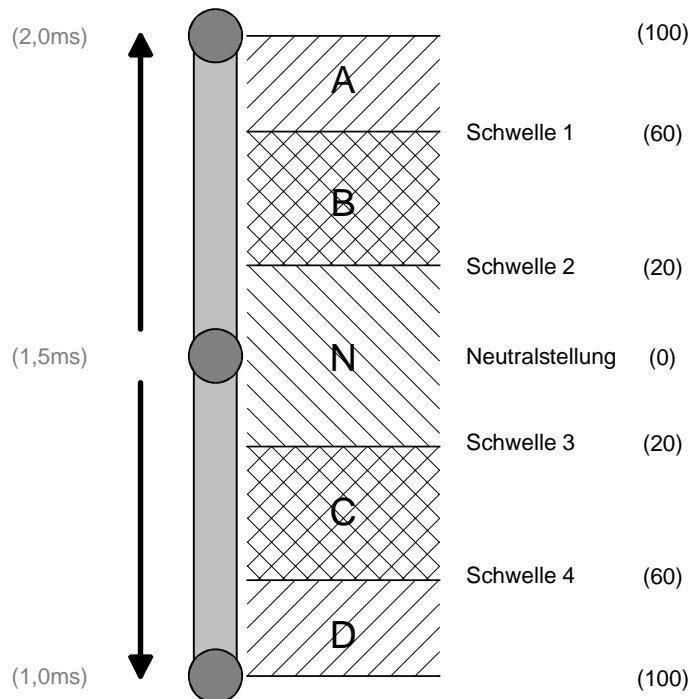 (2,0ms) (100)
A
Schwelle 1 (60)
B
Schwelle 2 (20)
(1,5ms) N Neutralstellung (0)
Schwelle 3 (20)
C
Schwelle 4 (60)
D
(1,0ms) (100)